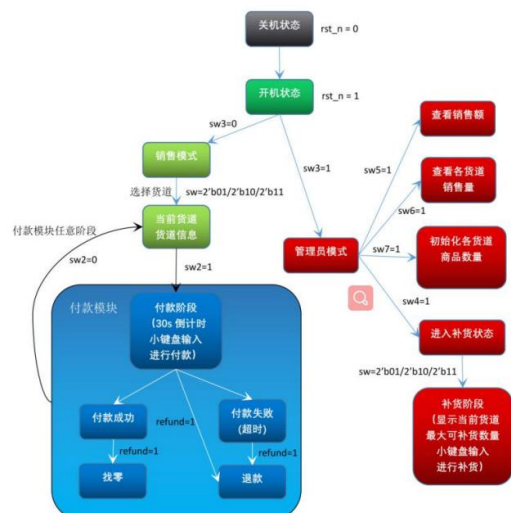 关机状态
rst_n = 0
开机状态
rst_n = 1
sw3=0
sw3=1
销售模式
选择货道
sw=2'b01/2'b10/2'b11
当前货道
货道信息
付款模块任意阶段
sw2=0
sw2=1
付款模块
付款阶段
(30s 倒计时
小键盘输入
进行付款)
付款成功
refund=1
付款失败
(超时)
refund=1
找零
refund=1
退款
管理员模式
sw5=1
查看销售额
sw6=1
查看各货道
销售量
sw7=1
初始化各货道
商品数量
sw4=1
进入补货状态
sw=2'b01/2'b10/2'b11
补货阶段
(显示当前货道
最大可补货数量
小键盘输入
进行补货)